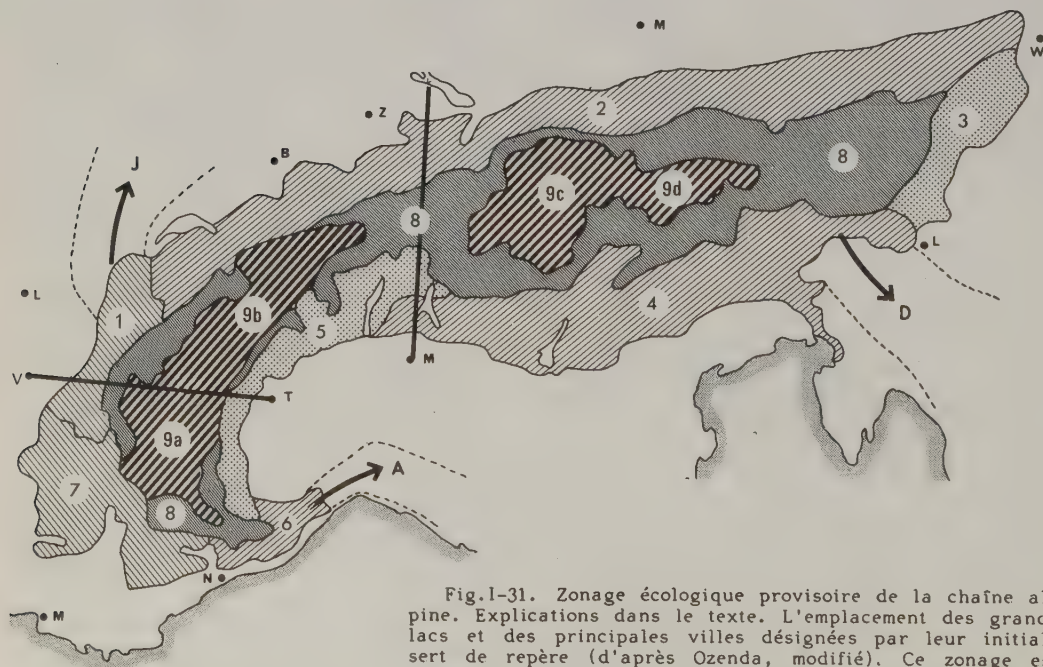 M
W
2
Z
3
B
8
J
9c
9d
8
L
L
9b
4
1
5
D
M
V
T
9a
A
7
8
6
N
M
Fig.I-31. Zonage écologique provisoire de la chaîne al
pine. Explications dans le texte. L'emplacement des grand
lacs et des principales villes désignées par leur initial
sert de repère (d'après Ozenda, modifié). Ce zonage e